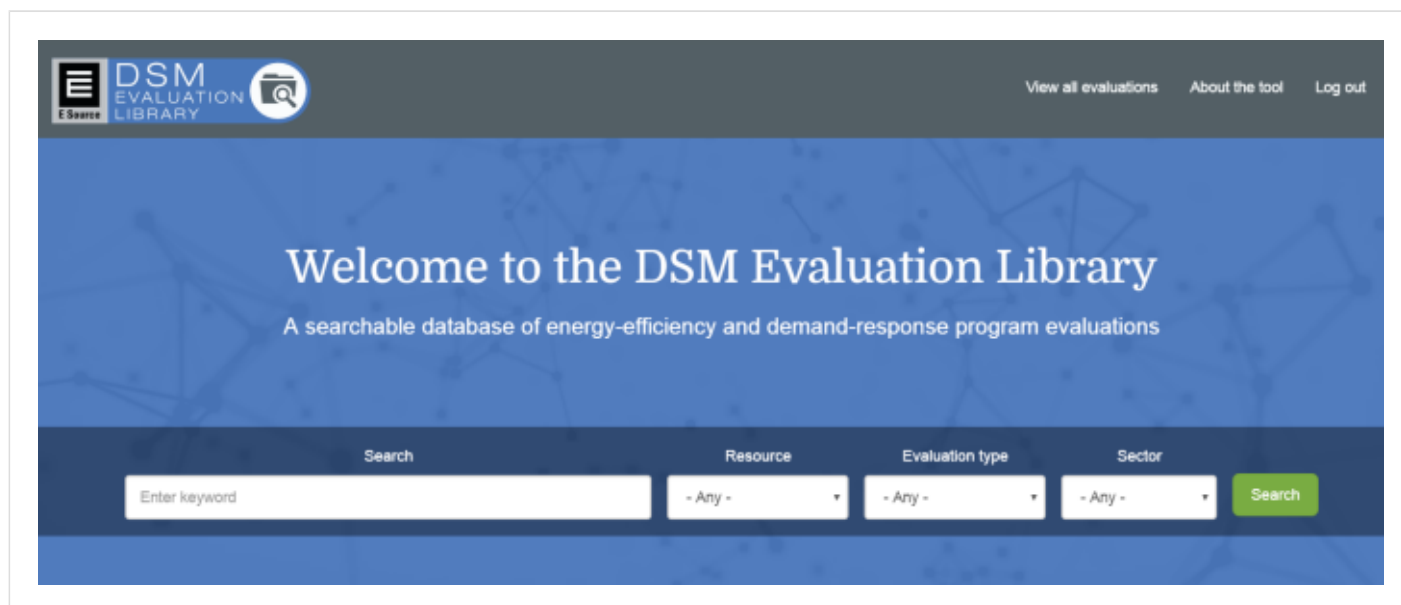 E Source
DSM
EVALUATION
LIBRARY
View all evaluations About the tool Log out
Welcome to the DSM Evaluation Library
A searchable database of energy-efficiency and demand-response program evaluations
Search Resource Evaluation type Sector
Enter keyword - Any - - Any - - Any - Search